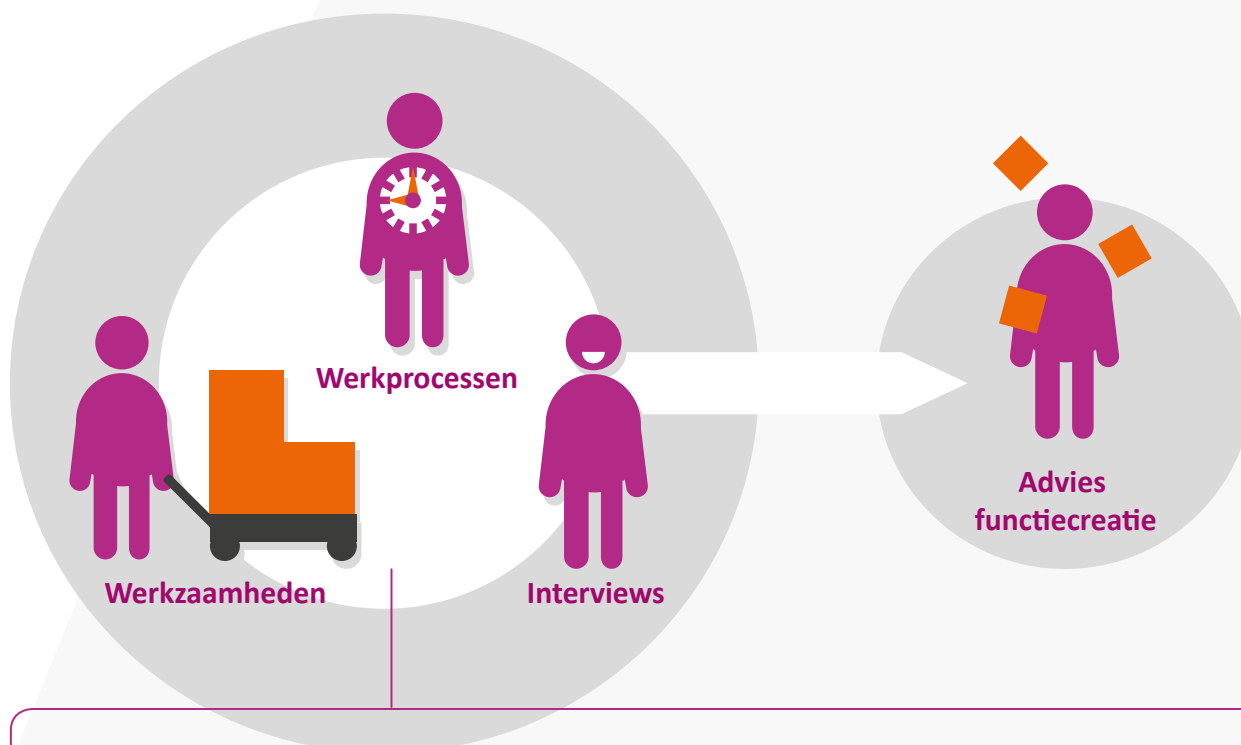 Werkprocessen
Werkzaamheden
Interviews
Advies
functiecreatie